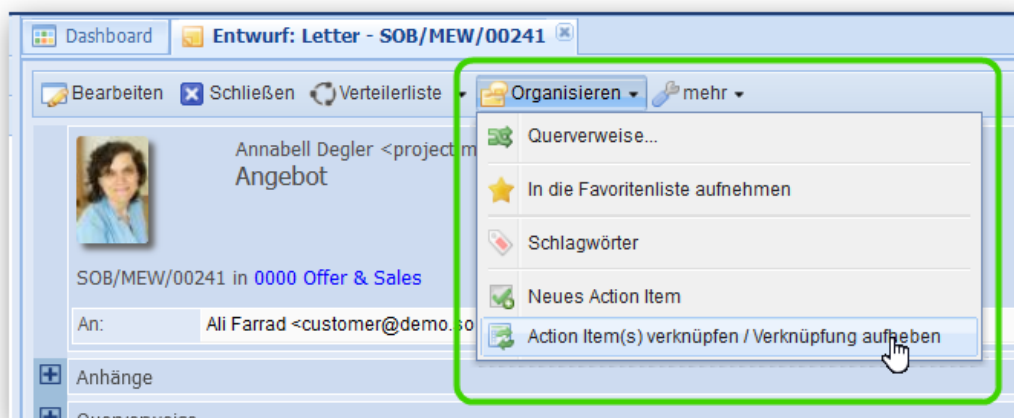 Dashboard Entwurf: Letter - SOB/MEW/00241
Bearbeiten Schließen Verteilerliste Organisieren mehr
Annabell Degler <project
Angebot
Querverweise...
In die Favoritenliste aufnehmen
Schlagwörter
SOB/MEW/00241 in 0000 Offer & Sales
Neues Action Item
An: Ali Farrad <customer@demo.so
Action Item(s) verknüpfen / Verknüpfung aufheben
Anhänge